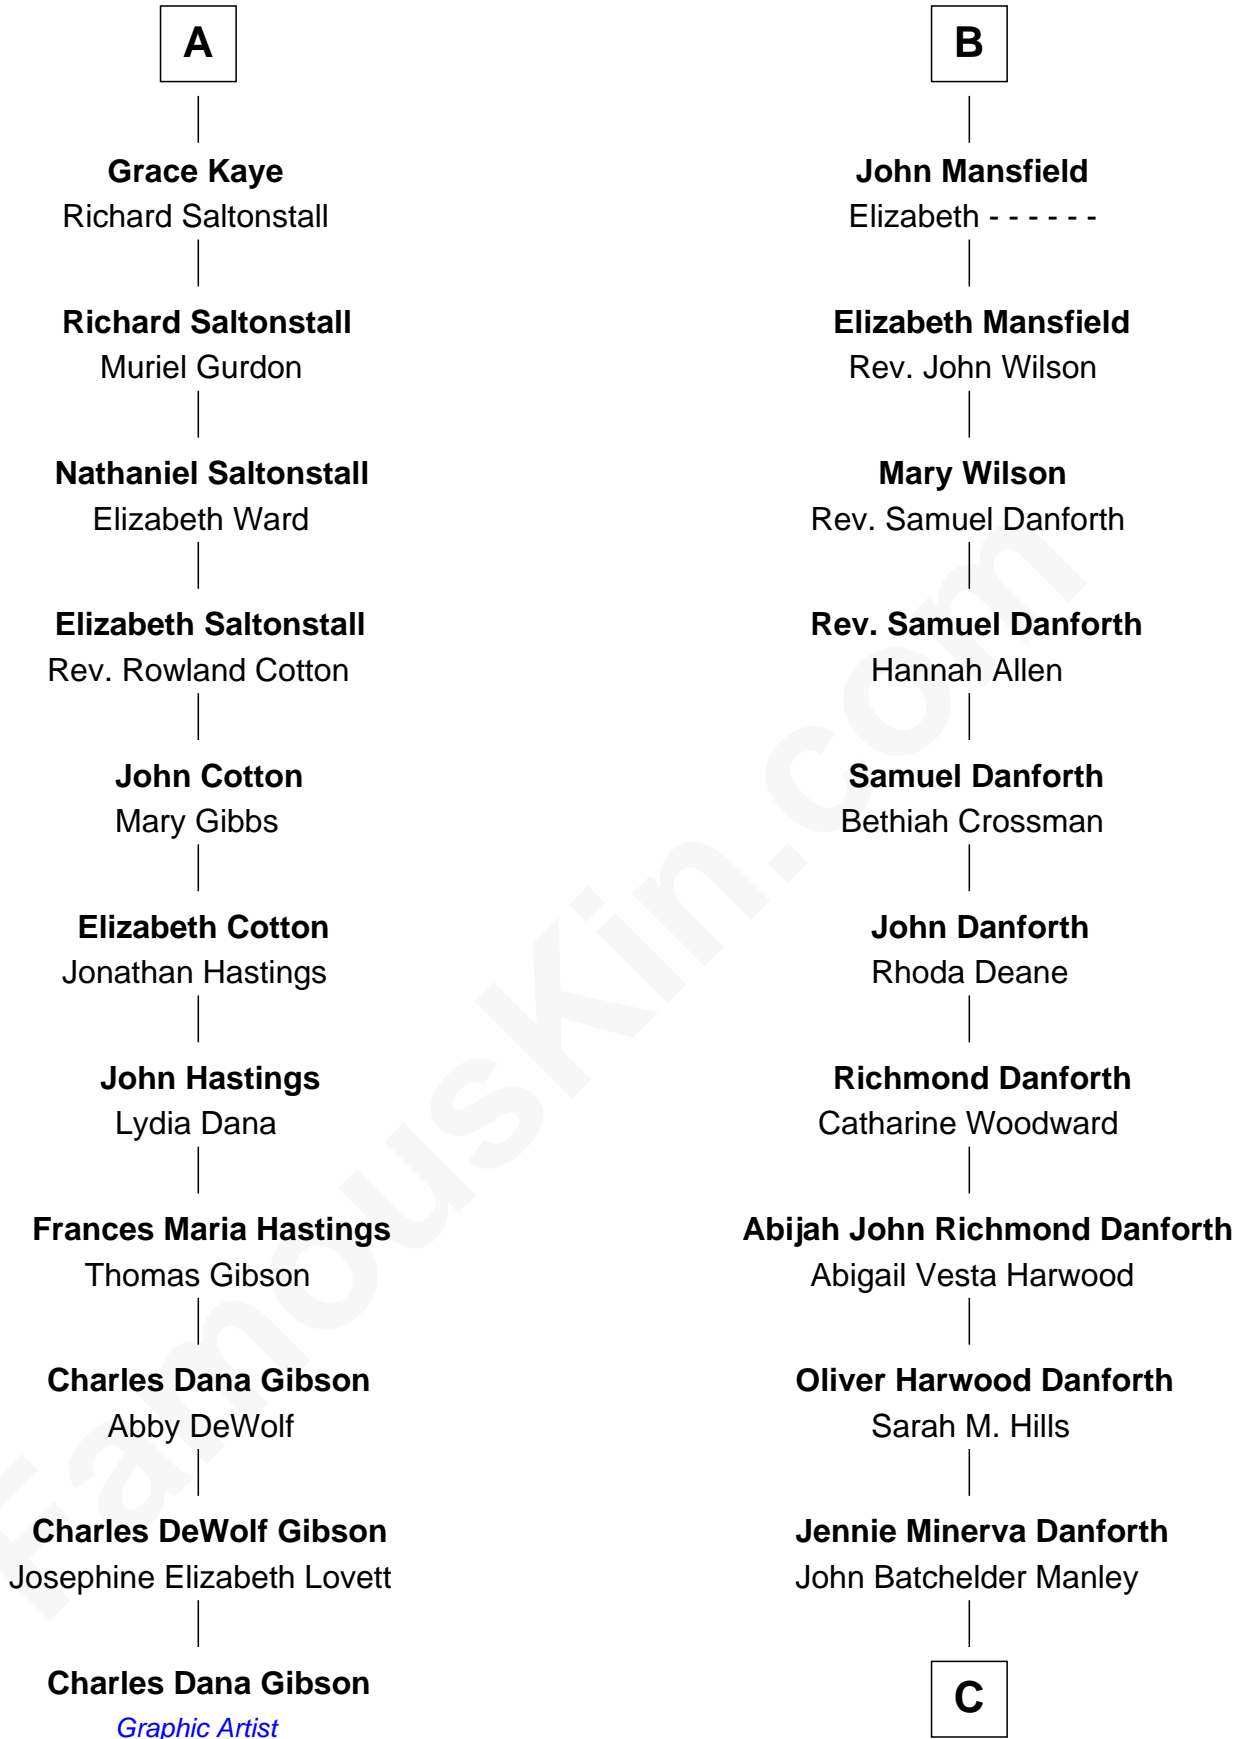 A
Grace Kaye
Richard Saltonstall
Richard Saltonstall
Muriel Gurdon
Nathaniel Saltonstall
Elizabeth Ward
Elizabeth Saltonstall
Rev. Rowland Cotton
John Cotton
Mary Gibbs
Elizabeth Cotton
Jonathan Hastings
John Hastings
Lydia Dana
Frances Maria Hastings
Thomas Gibson
Charles Dana Gibson
Abby DeWolf
Charles DeWolf Gibson
Josephine Elizabeth Lovett
Charles Dana Gibson
Graphic Artist
B
John Mansfield
Elizabeth - - - - - -
Elizabeth Mansfield
Rev. John Wilson
Mary Wilson
Rev. Samuel Danforth
Rev. Samuel Danforth
Hannah Allen
Samuel Danforth
Bethiah Crossman
John Danforth
Rhoda Deane
Richmond Danforth
Catharine Woodward
Abijah John Richmond Danforth
Abigail Vesta Harwood
Oliver Harwood Danforth
Sarah M. Hills
Jennie Minerva Danforth
John Batchelder Manley
C
FamousKin.com